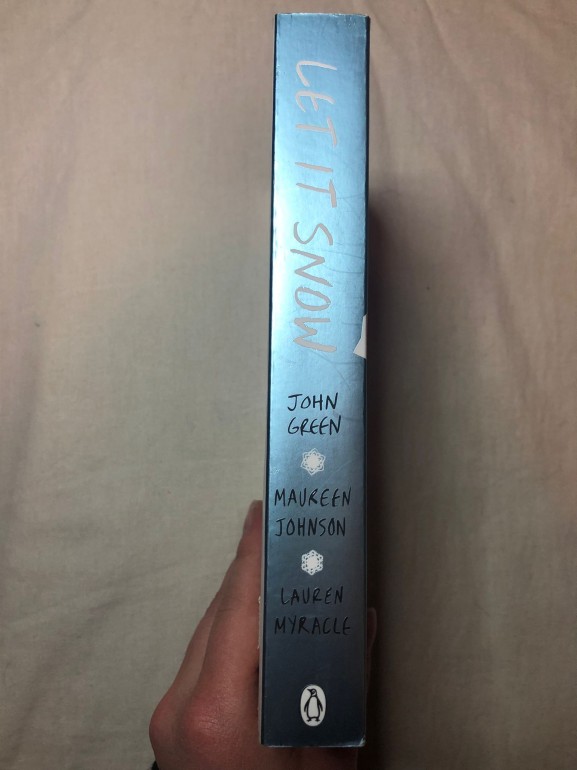 LET IT SNOW
JOHN
GREEN
MAUREEN
JOHNSON
LAUREN
MYRACLE